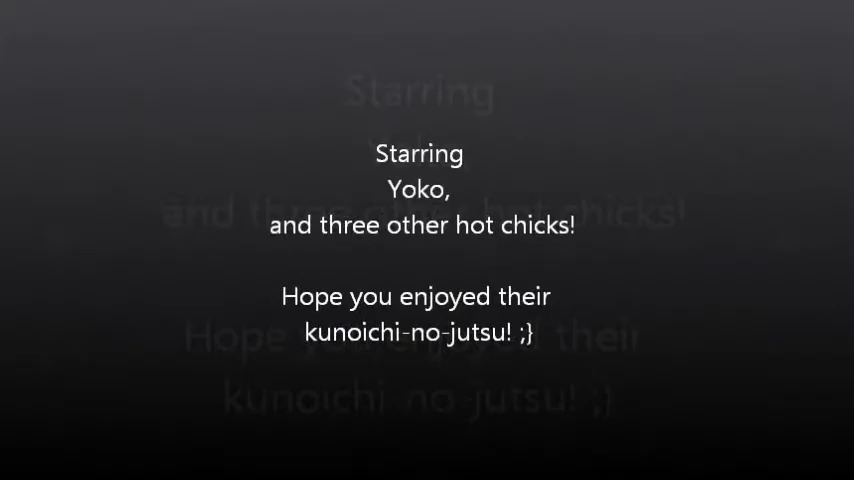 Starring
Yoko,
and three other hot chicks!
Hope you enjoyed their
kunoichi-no-jutsu! ;}